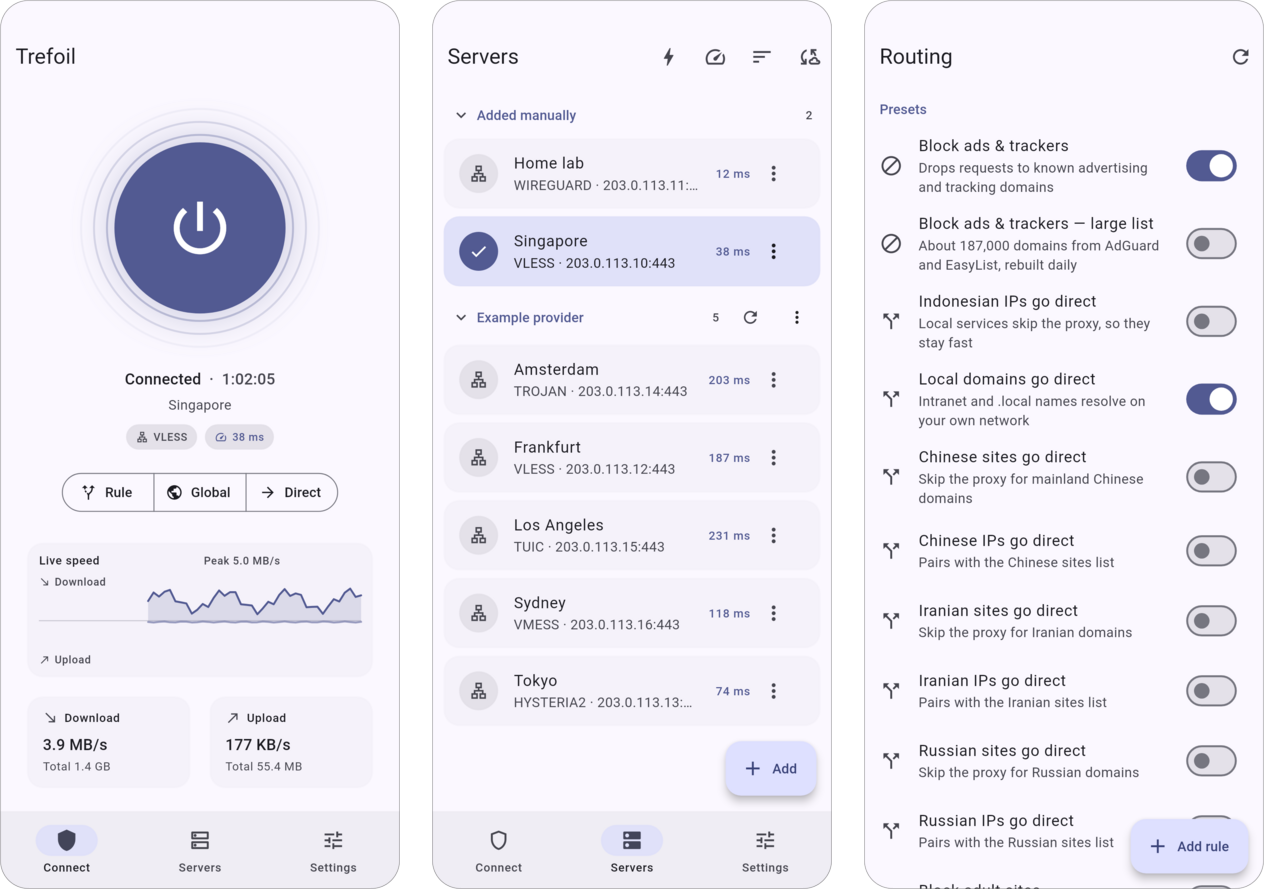 Trefoil
Connected · 1:02:05
Singapore
VLESS
38 ms
Rule
Global
Direct
Live speed
Peak 5.0 MB/s
Download
Upload
Download
3.9 MB/s
Total 1.4 GB
Upload
177 KB/s
Total 55.4 MB
Connect
Servers
Settings
Servers
Added manually
2
Home lab
WIREGUARD · 203.0.113.11:...
12 ms
Singapore
VLESS · 203.0.113.10:443
38 ms
Example provider
5
Amsterdam
TROJAN · 203.0.113.14:443
203 ms
Frankfurt
VLESS · 203.0.113.12:443
187 ms
Los Angeles
TUIC · 203.0.113.15:443
231 ms
Sydney
VMESS · 203.0.113.16:443
118 ms
Tokyo
HYSTERIA2 · 203.0.113.13:...
74 ms
Add
Connect
Servers
Settings
Routing
Presets
Block ads & trackers
Drops requests to known advertising
and tracking domains
Block ads & trackers — large list
About 187,000 domains from AdGuard
and EasyList, rebuilt daily
Indonesian IPs go direct
Local services skip the proxy, so they
stay fast
Local domains go direct
Intranet and .local names resolve on
your own network
Chinese sites go direct
Skip the proxy for mainland Chinese
domains
Chinese IPs go direct
Pairs with the Chinese sites list
Iranian sites go direct
Skip the proxy for Iranian domains
Iranian IPs go direct
Pairs with the Iranian sites list
Russian sites go direct
Skip the proxy for Russian domains
Russian IPs go direct
Pairs with the Russian sites list
Add rule
Block adult sites